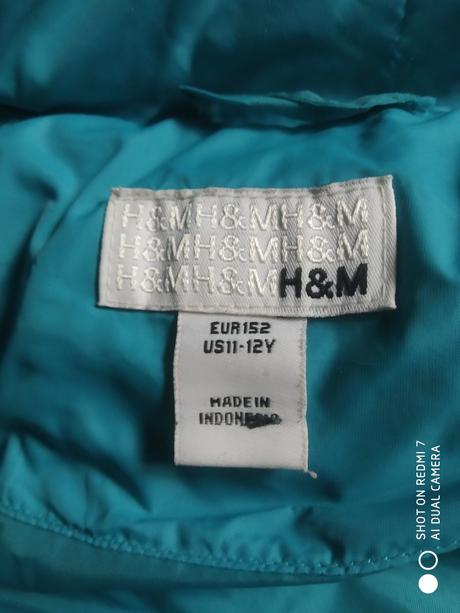 H&MH&MH&M
H&MH&MH&M
H&MH&MH&M
EUR152
US11-12Y
MADE IN
SHOT ON REDMI 7
AI DUAL CAMERA